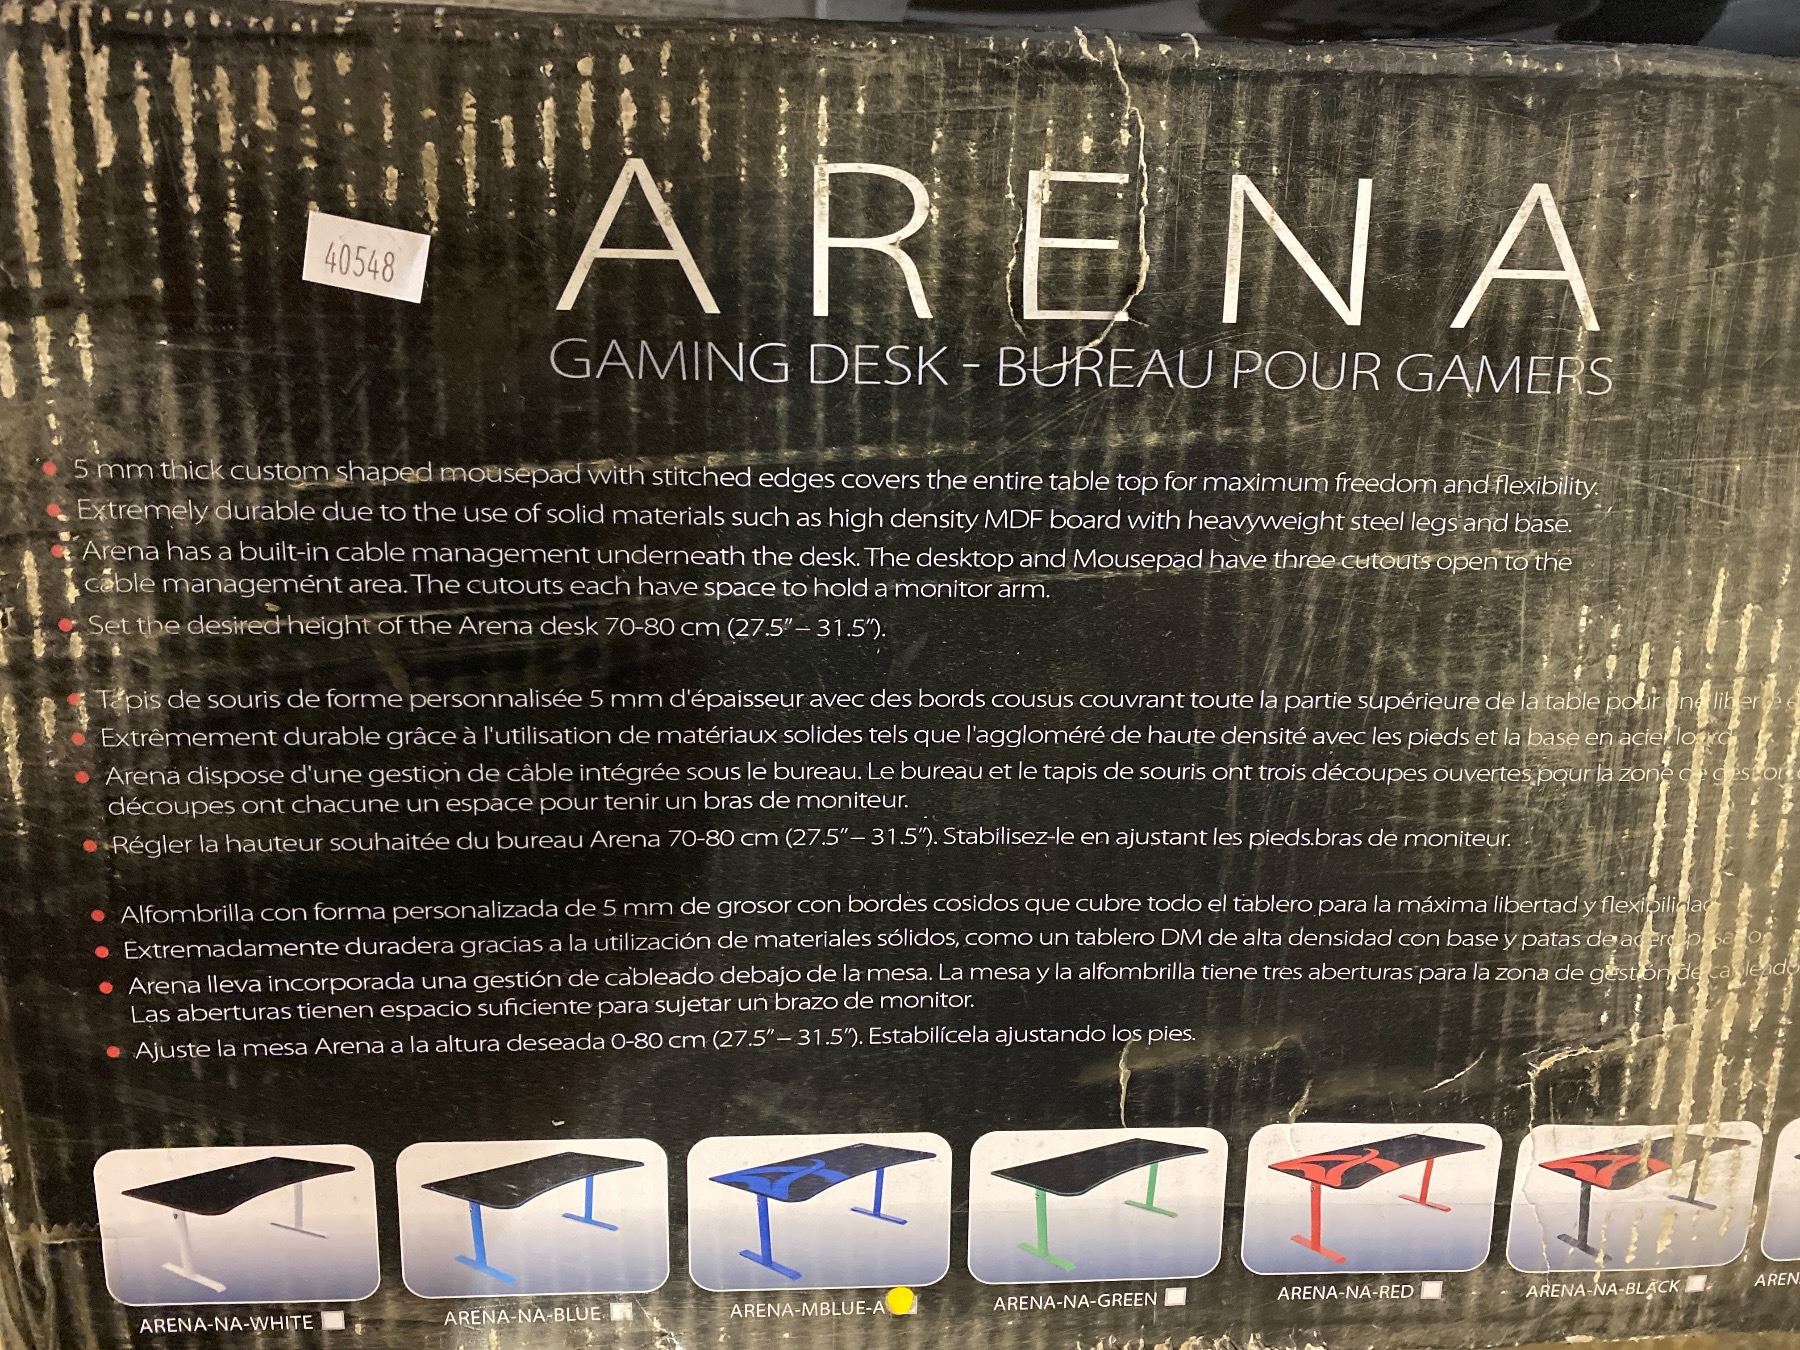 ARENA
40548
GAMING DESK - BUREAU POUR GAMERS
5 mm thick custom shaped mousepad with stitched edges covers the entire table top for maximum freedom and flexibility.
Extremely durable due to the use of solid materials such as high density MDF board with heavyweight steel legs and base.
Arena has a built-in cable management underneath the desk. The desktop and Mousepad have three cutouts open to the
cable management area. The cutouts each have space to hold a monitor arm.
Set the desired height of the Arena desk 70-80 cm (27.5"– 31.5").
Tapis de souris de forme personnalisée 5 mm d'épaisseur avec des bords cousus couvrant toute la partie supérieure de la table pour une
Extrêmement durable grâce à l'utilisation de matériaux solides tels que l'aggloméré de haute densité avec les pieds et la base en acier
Arena dispose d'une gestion de câble intégrée sous le bureau. Le bureau et le tapis de souris ont trois découpes ouvertes pour la zone de
découpes ont chacune un espace pour tenir un bras de moniteur.
Régler la hauteur souhaitée du bureau Arena 70-80 cm (27.5"– 31.5"). Stabilisez-le en ajustant les pieds.bras de moniteur.
Alfombrilla con forma personalizada de 5 mm de grosor con bordes cosidos que cubre todo el tablero para la máxima libertad y flexibilidad
Extremadamente duradera gracias a la utilización de materiales sólidos, como un tablero DM de alta densidad con base y patas de acero
Arena lleva incorporada una gestión de cableado debajo de la mesa. La mesa y la alfombrilla tiene tres aberturas para la zona de gestión de cableado
Las aberturas tienen espacio suficiente para sujetar un brazo de monitor.
Ajuste la mesa Arena a la altura deseada 0-80 cm (27.5"– 31.5"). Estabilícela ajustando los pies.
ARENA-NA-WHITE
ARENA-NA-BLUE
ARENA-MBLUE-A
ARENA-NA-GREEN
ARENA-NA-RED
ARENA-NA-BLACK